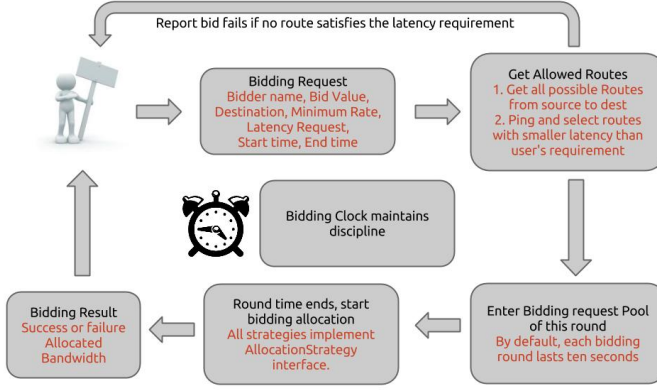 Report bid fails if no route satisfies the latency requirement
Bidding Request
Bidder name, Bid Value,
Destination, Minimum Rate,
Latency Request,
Start time, End time
Get Allowed Routes
1. Get all possible Routes
from source to dest
2. Ping and select routes
with smaller latency than
user's requirement
Bidding Clock maintains
discipline
Enter Bidding request Pool
of this round
By default, each bidding
round lasts ten seconds
Round time ends, start
bidding allocation
All strategies implement
AllocationStrategy
interface.
Bidding Result
Success or failure
Allocated
Bandwidth